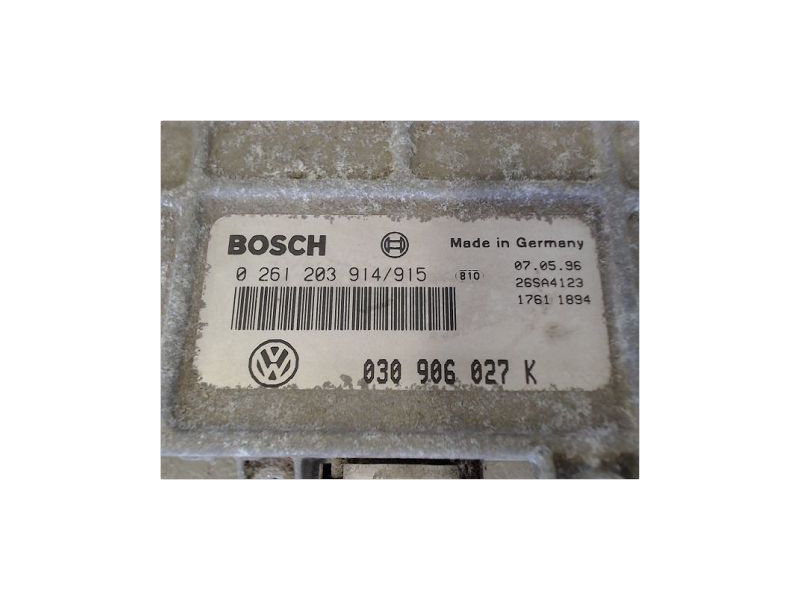 BOSCH Made in Germany
0 261 203 914/915 810 07.05.96
26SA4123
1761 1894
VW 030 906 027 K